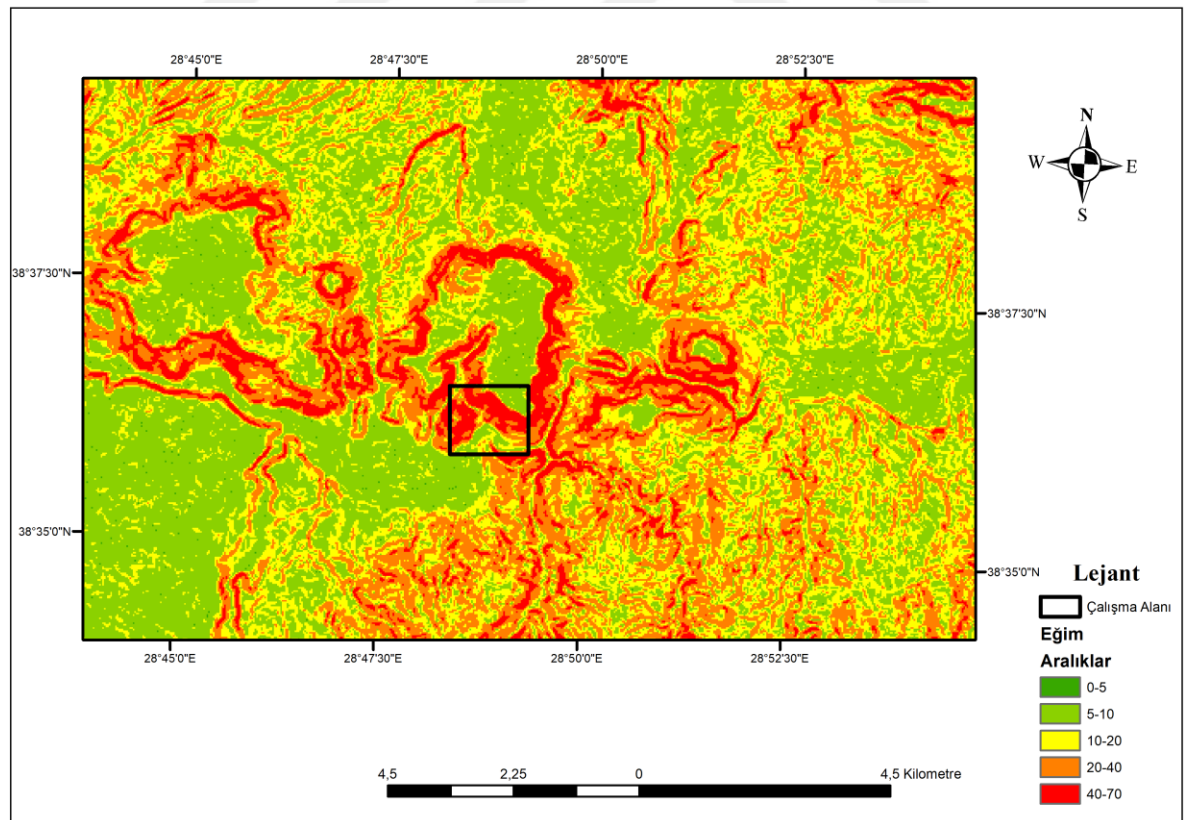 28°45'0"E 28°47'30"E 28°50'0"E 28°52'30"E
N
W E
S
38°37'30"N
38°37'30"N
38°35'0"N
38°35'0"N
28°45'0"E 28°47'30"E 28°50'0"E 28°52'30"E
Lejant
Çalışma Alanı
Eğim
Aralıklar
0-5
5-10
10-20
20-40
40-70
4,5 2,25 0 4,5 Kilometre